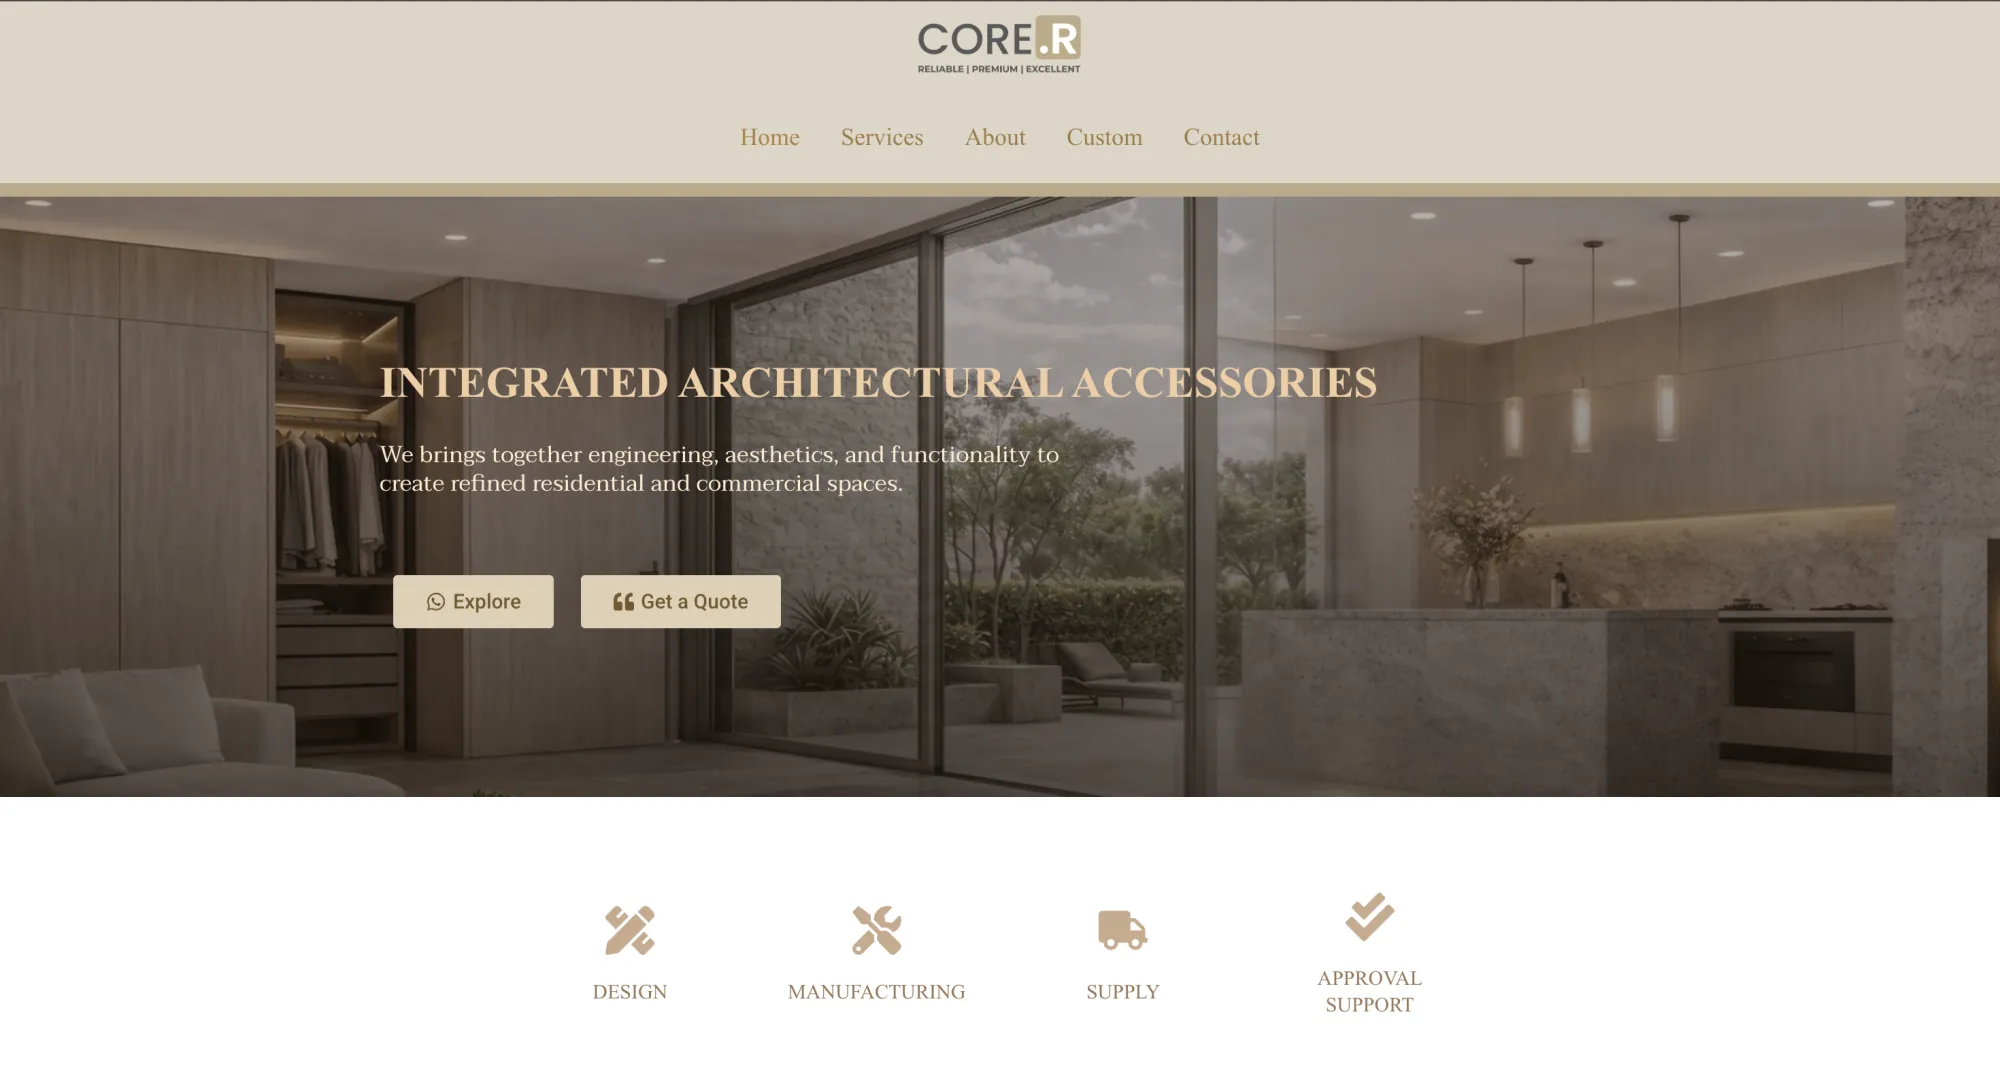 CORE.R
RELIABLE | PREMIUM | EXCELLENT
Home Services About Custom Contact
INTEGRATED ARCHITECTURAL ACCESSORIES
We brings together engineering, aesthetics, and functionality to
create refined residential and commercial spaces.
Explore
Get a Quote
DESIGN
MANUFACTURING
SUPPLY
APPROVAL
SUPPORT